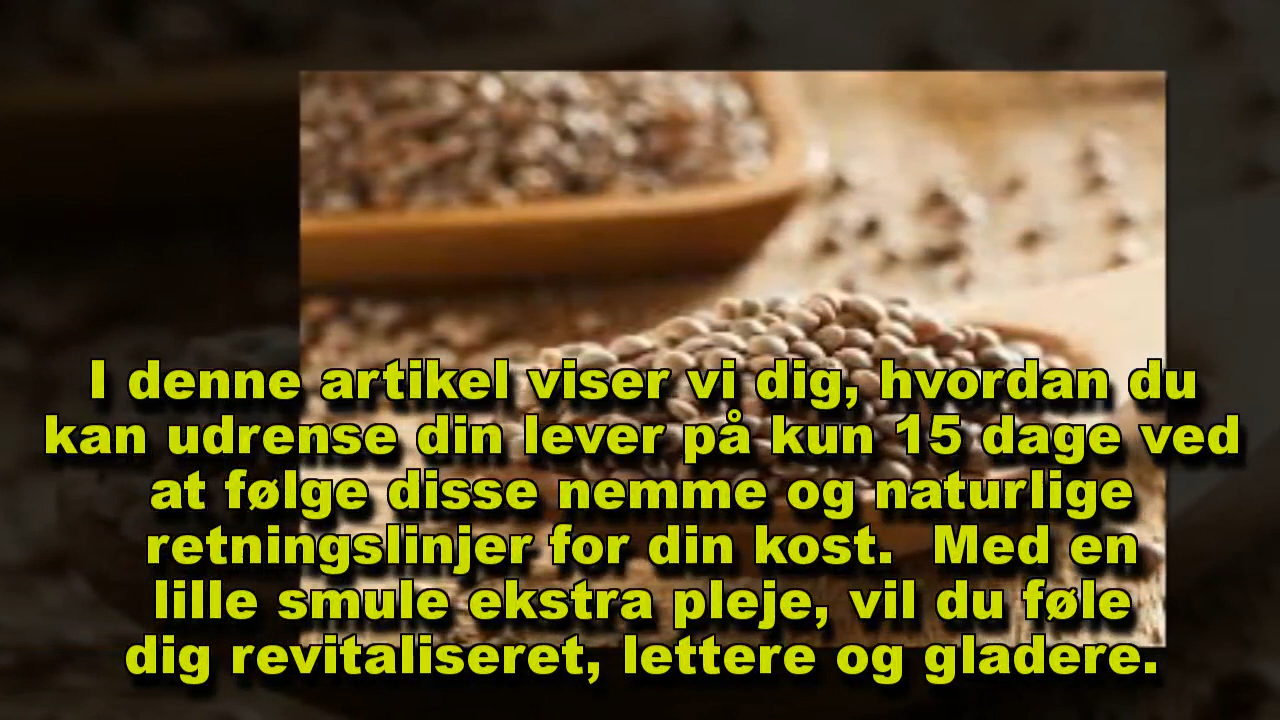 I denne artikel viser vi dig, hvordan du
kan udrense din lever på kun 15 dage ved
at følge disse nemme og naturlige
retningslinjer for din kost.  Med en
lille smule ekstra pleje, vil du føle
dig revitaliseret, lettere og gladere.